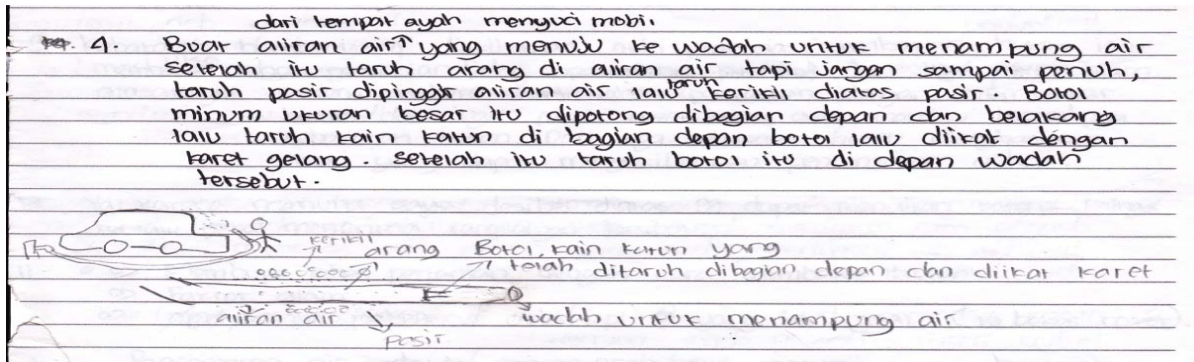 dari tempat ayah menyuci mobil
4. Buat aliran air yang menuju ke wadah untuk menampung air
setelah itu taruh arang di aliran air tapi jangan sampai penuh,
taruh pasir dipinggir aliran air lalu taruh kerikil diatas pasir. Botol
minum ukuran besar itu dipotong dibagian depan dan belakang
lalu taruh kain katun di bagian depan botol lalu diikat dengan
karet gelang. setelah itu taruh botol itu di depan wadah
tersebut.
kerikil
arang Botol, kain katun yang
telah ditaruh dibagian depan dan diikat karet
aliran air wadah untuk menampung air
Pasir